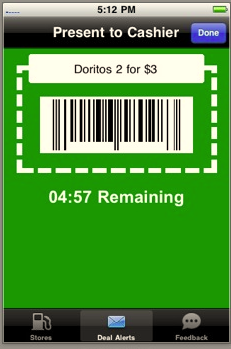 5:12 PM
Present to Cashier
Done
Doritos 2 for $3
04:57 Remaining
Stores
Deal Alerts
Feedback